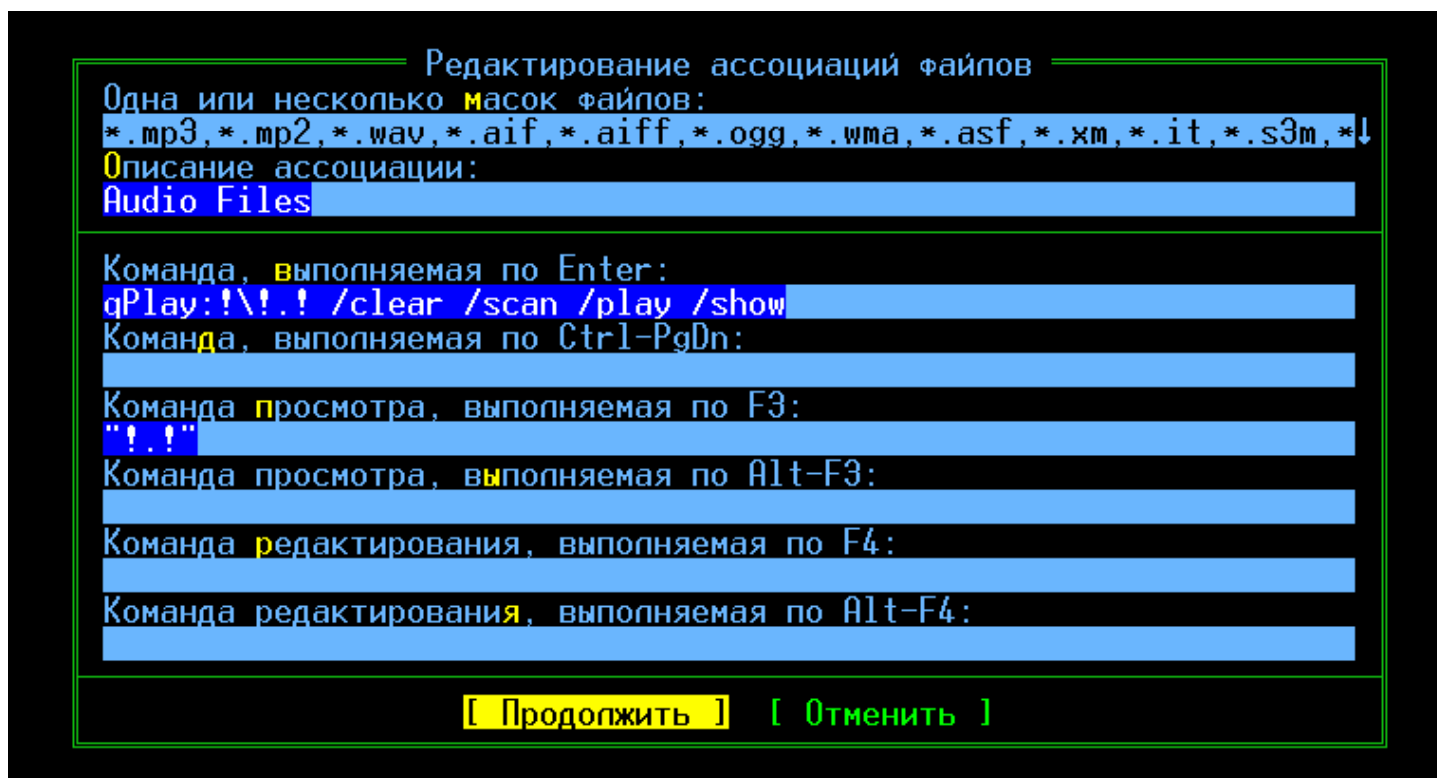 Редактирование ассоциаций файлов
Одна или несколько масок файлов:
*.mp3,*.mp2,*.wav,*.aif,*.aiff,*.ogg,*.wma,*.asf,*.xm,*.it,*.s3m,*↓
Описание ассоциации:
Audio Files
Команда, выполняемая по Enter:
qPlay:!\!.! /clear /scan /play /show
Команда, выполняемая по Ctrl-PgDn:
Команда просмотра, выполняемая по F3:
"!.!"
Команда просмотра, выполняемая по Alt-F3:
Команда редактирования, выполняемая по F4:
Команда редактирования, выполняемая по Alt-F4:
[ Продолжить ] [ Отменить ]